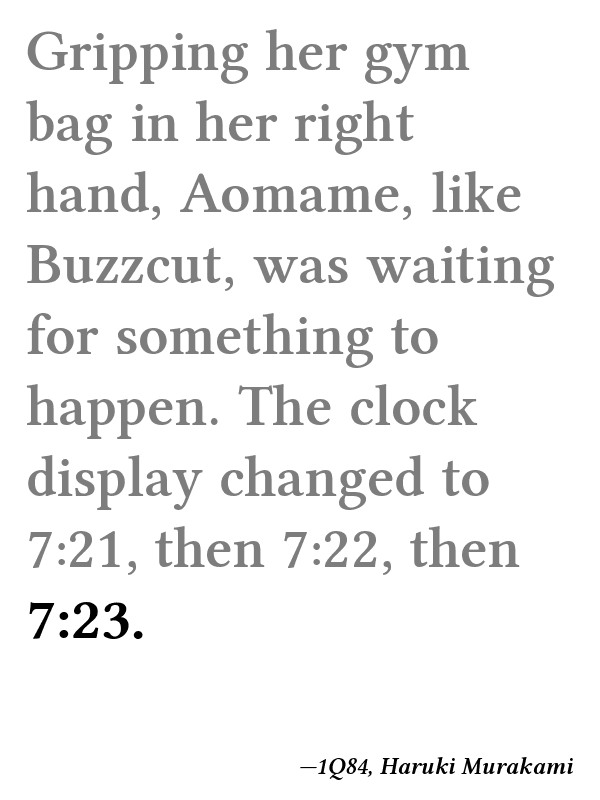 Gripping her gym
bag in her right
hand, Aomame, like
Buzzcut, was waiting
for something to
happen. The clock
display changed to
7:21, then 7:22, then
7:23.
—1Q84, Haruki Murakami